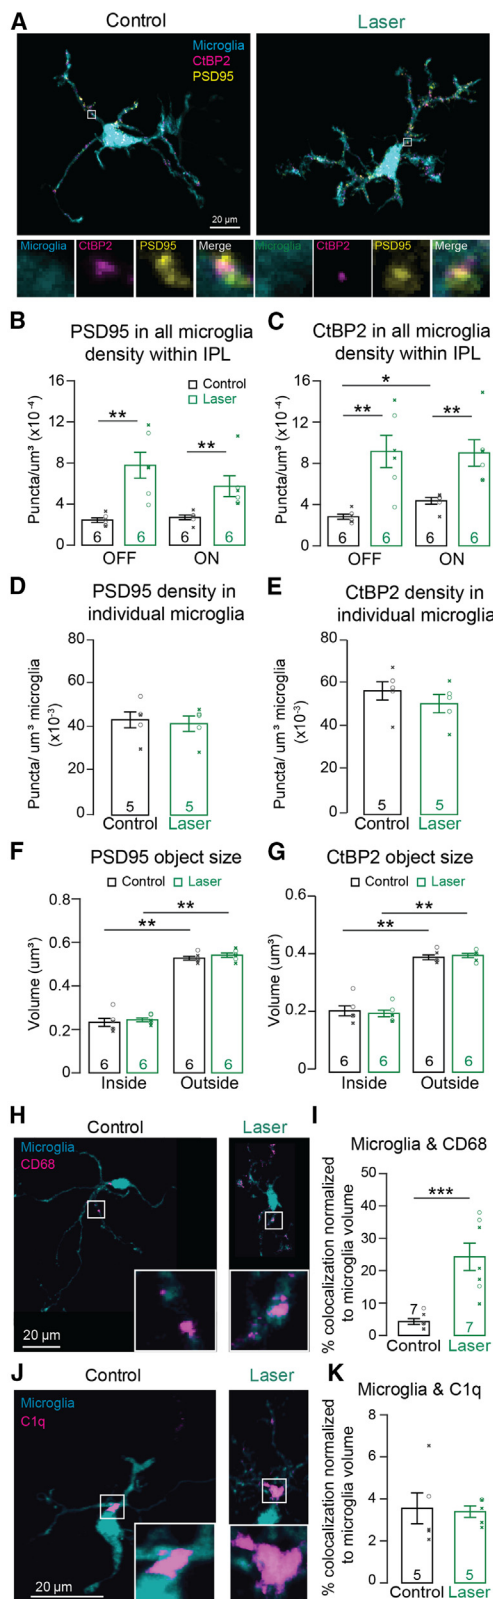 A
Control
Laser
Microglia
CtBP2
PSD95
20 µm
Microglia
CtBP2
PSD95
Merge
Microglia
CtBP2
PSD95
Merge
B
PSD95 in all microglia
density within IPL
Puncta/um³ (x10⁻⁴)
16
12
8
4
0
Control
Laser
**
**
6
6
6
6
OFF
ON
C
CtBP2 in all microglia
density within IPL
Puncta/um³ (x10⁻⁴)
16
12
8
4
0
*
**
**
6
6
6
6
OFF
ON
D
PSD95 density in
individual microglia
Puncta/ um³ microglia
(x10⁻³)
80
60
40
20
0
5
5
Control
Laser
E
CtBP2 density in
individual microglia
Puncta/ um³ microglia
(x10⁻³)
80
60
40
20
0
5
5
Control
Laser
F
PSD95 object size
Control
Laser
Volume (um³)
0.8
0.6
0.4
0.2
0
**
**
6
6
6
6
Inside
Outside
G
CtBP2 object size
Control
Laser
Volume (um³)
0.6
0.4
0.2
0
**
**
6
6
6
6
Inside
Outside
H
Control
Laser
Microglia
CD68
20 µm
I
Microglia & CD68
% colocalization normalized
to microglia volume
50
40
30
20
10
0
***
7
7
Control
Laser
J
Control
Laser
Microglia
C1q
20 µm
K
Microglia & C1q
% colocalization normalized
to microglia volume
8
6
4
2
0
5
5
Control
Laser